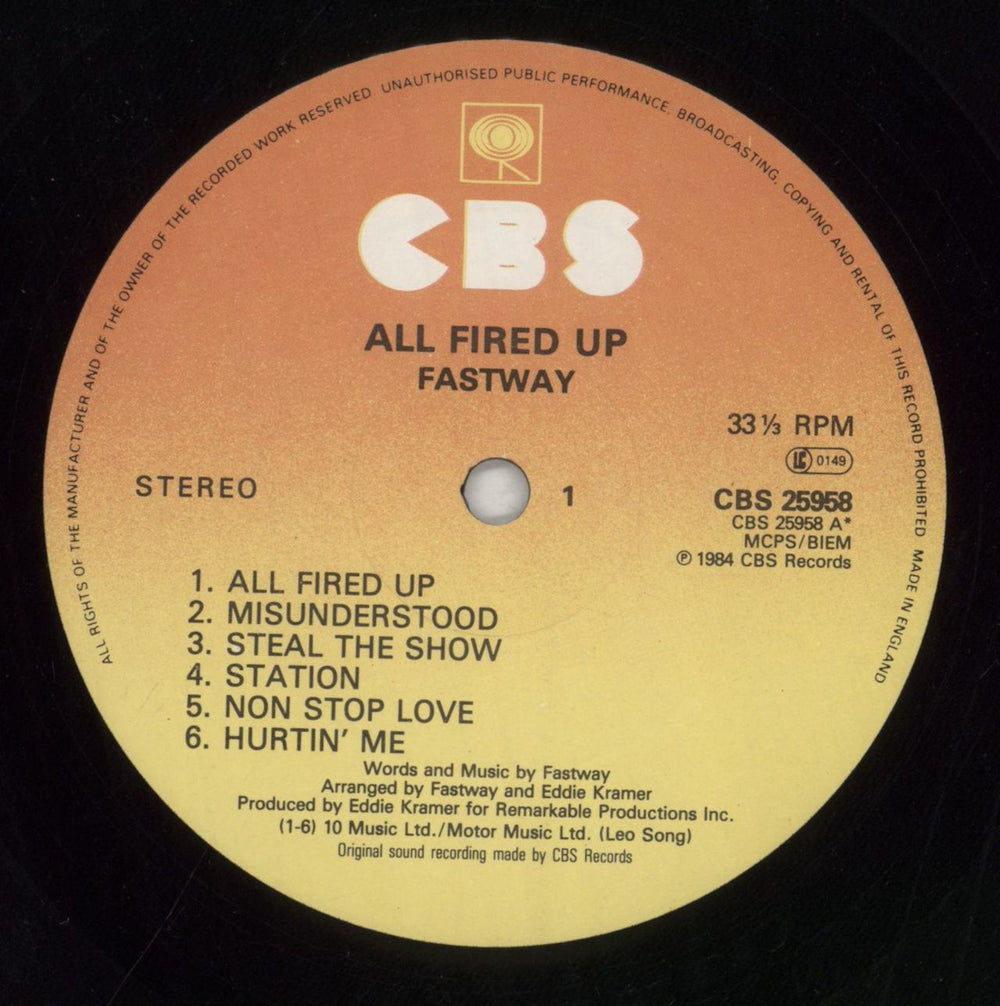 ALL RIGHTS OF THE MANUFACTURER AND OF THE OWNER OF THE RECORDED WORK RESERVED UNAUTHORISED PUBLIC PERFORMANCE, BROADCASTING, COPYING AND RENTAL OF THIS RECORD PROHIBITED MADE IN ENGLAND
CBS
ALL FIRED UP
FASTWAY
33 ⅓ RPM
LC 0149
STEREO
1
CBS 25958
CBS 25958 A*
MCPS/BIEM
℗ 1984 CBS Records
1. ALL FIRED UP
2. MISUNDERSTOOD
3. STEAL THE SHOW
4. STATION
5. NON STOP LOVE
6. HURTIN' ME
Words and Music by Fastway
Arranged by Fastway and Eddie Kramer
Produced by Eddie Kramer for Remarkable Productions Inc.
(1-6) 10 Music Ltd./Motor Music Ltd. (Leo Song)
Original sound recording made by CBS Records